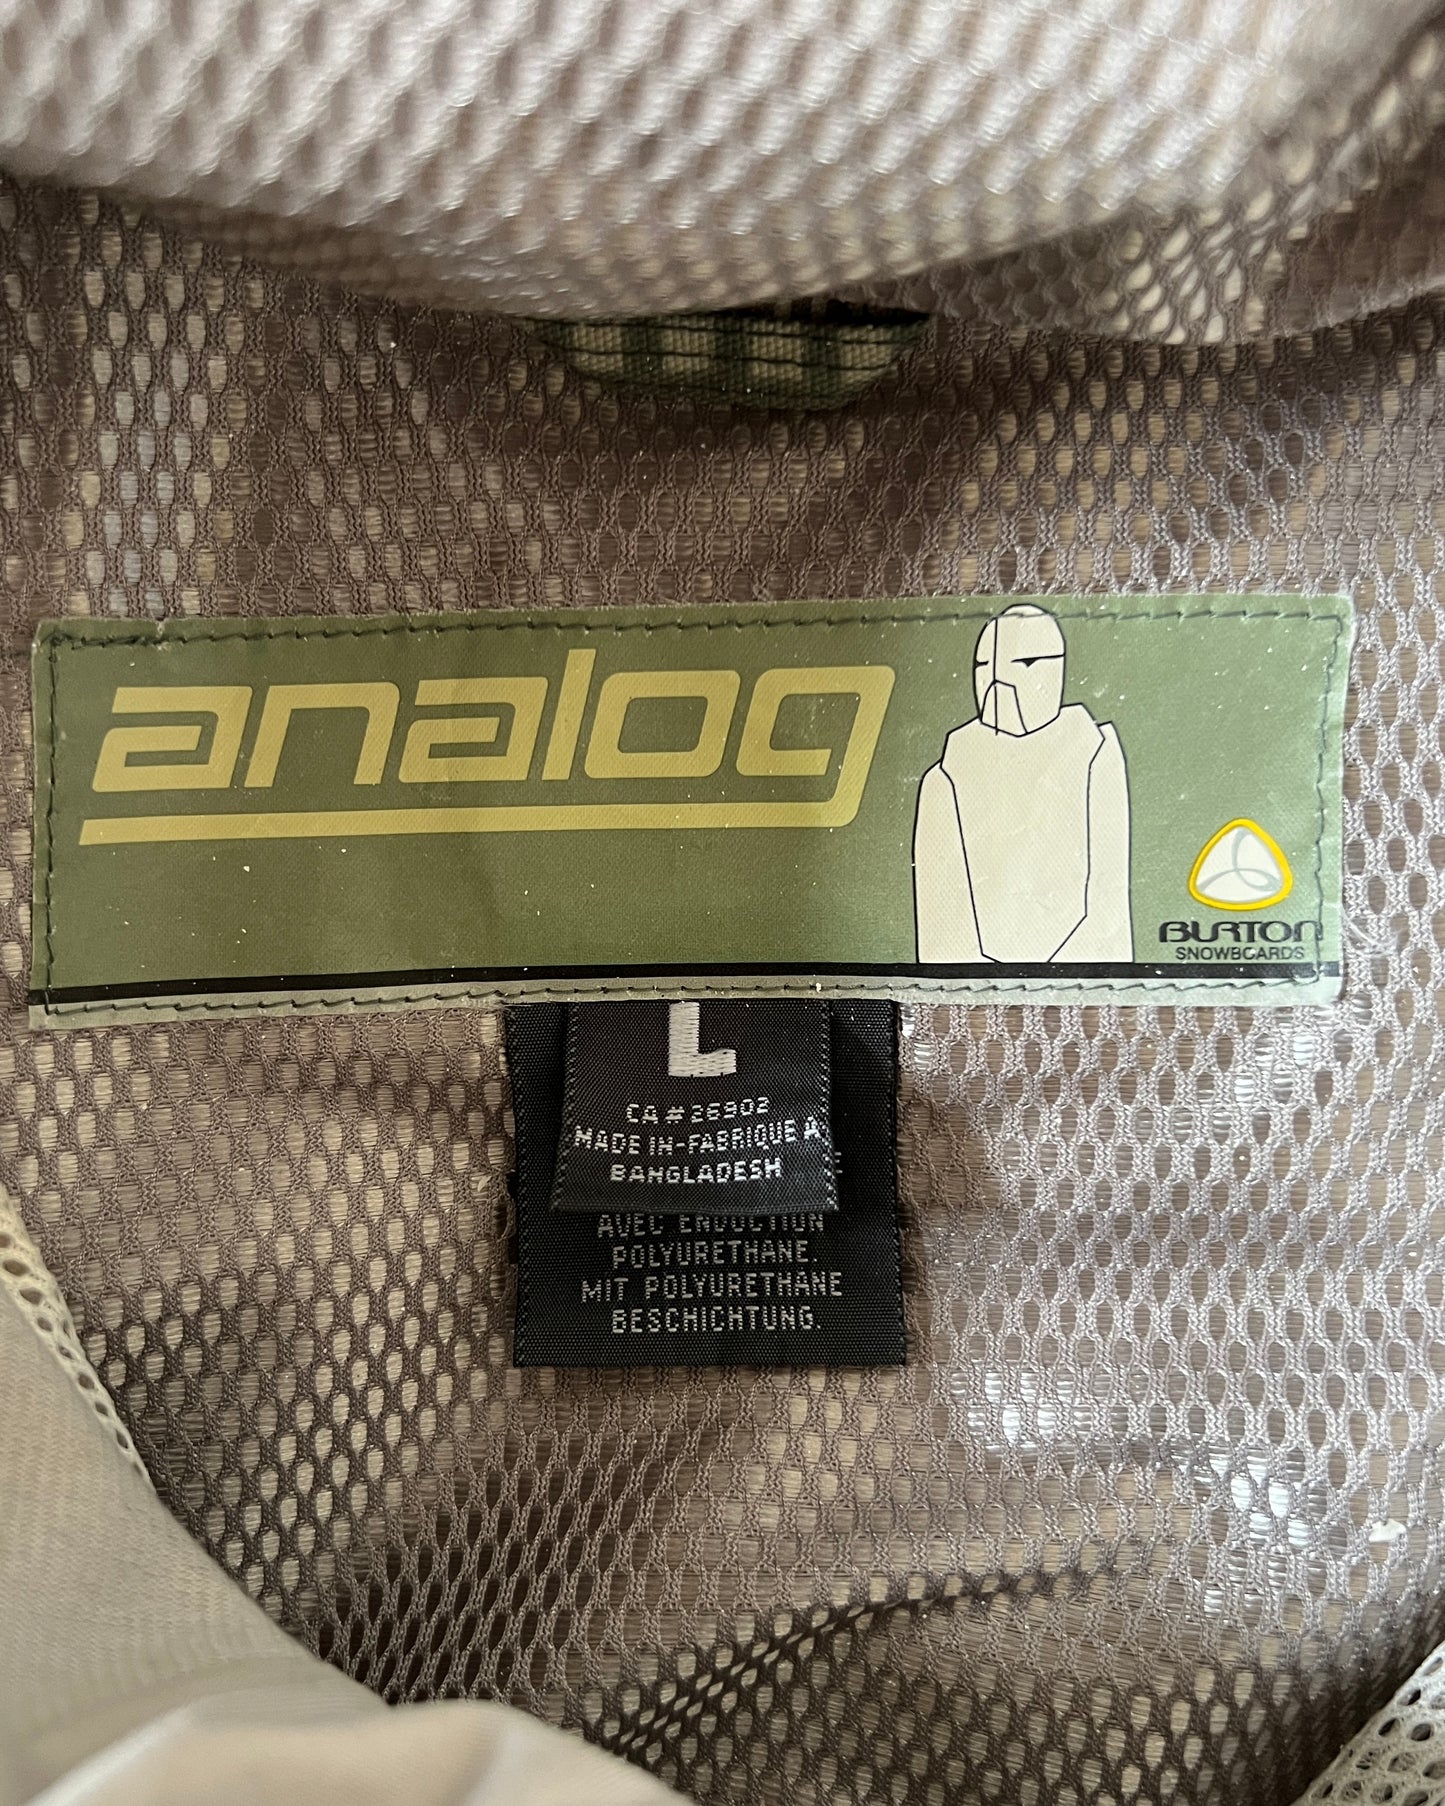 analog
BURTON
SNOWBOARDS
L
CA # 26902
MADE IN-FABRIQUE A
BANGLADESH
AVEC ENDUCTION
POLYURETHANE.
MIT POLYURETHANE
BESCHICHTUNG.